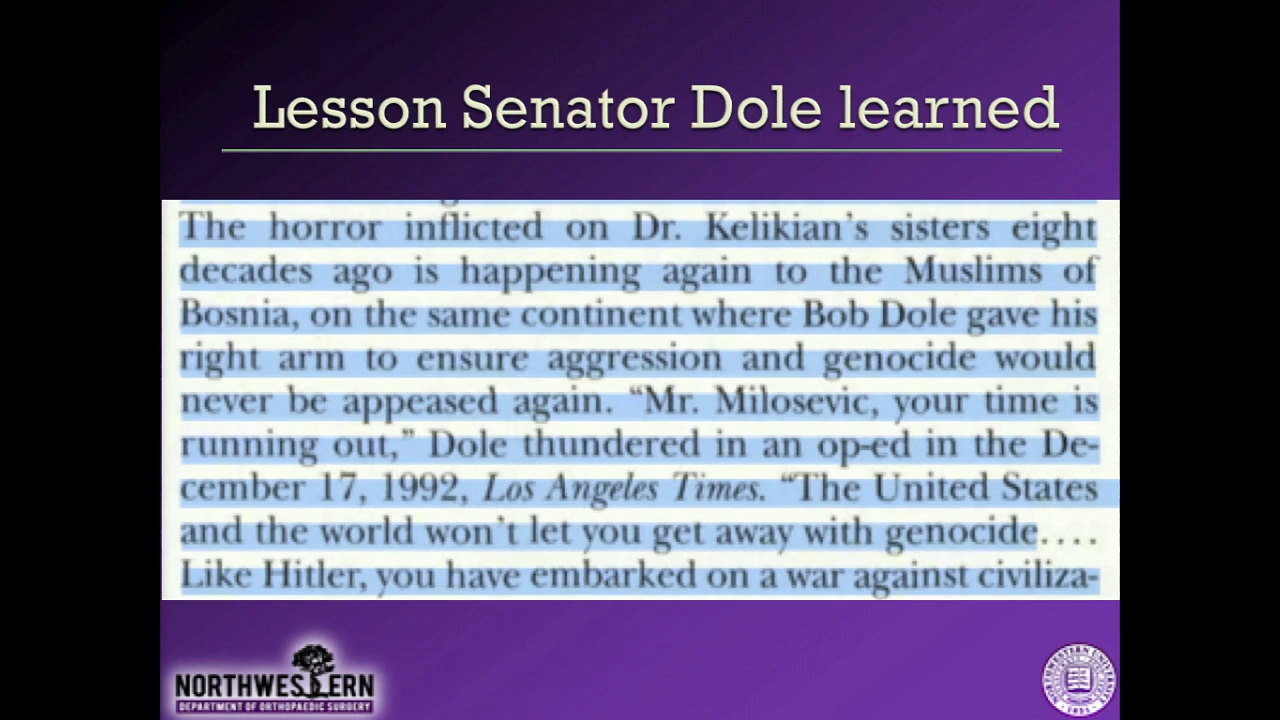 Lesson Senator Dole learned
The horror inflicted on Dr. Kelikian's sisters eight
decades ago is happening again to the Muslims of
Bosnia, on the same continent where Bob Dole gave his
right arm to ensure aggression and genocide would
never be appeased again. “Mr. Milosevic, your time is
running out,” Dole thundered in an op-ed in the De-
cember 17, 1992, Los Angeles Times. “The United States
and the world won't let you get away with genocide....
Like Hitler, you have embarked on a war against civiliza-
NORTHWESTERN
DEPARTMENT OF ORTHOPAEDIC SURGERY
NORTHWESTERN UNIVERSITY
1851